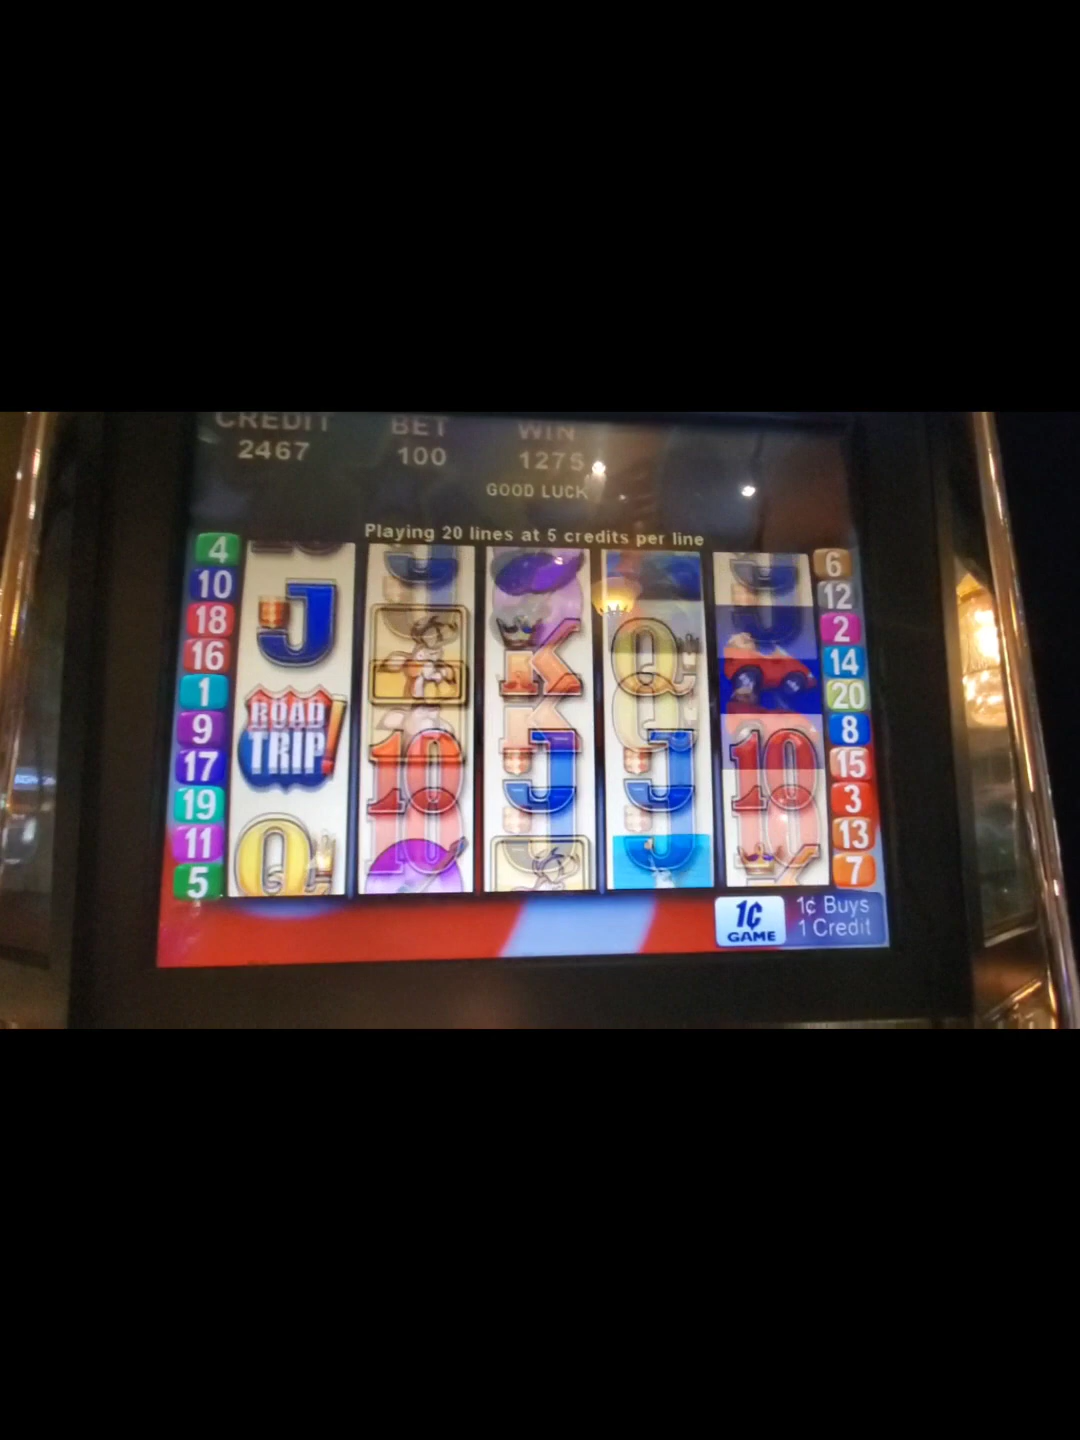 CREDIT BET WIN
2467 100 1275
GOOD LUCK
Playing 20 lines at 5 credits per line
4 6
10 12
18 2
16 14
1 20
9 8
17 15
19 3
11 13
5 7
J
K Q
ROAD
TRIP!
10 J J 10
Q
1¢ GAME
1¢ Buys
1 Credit